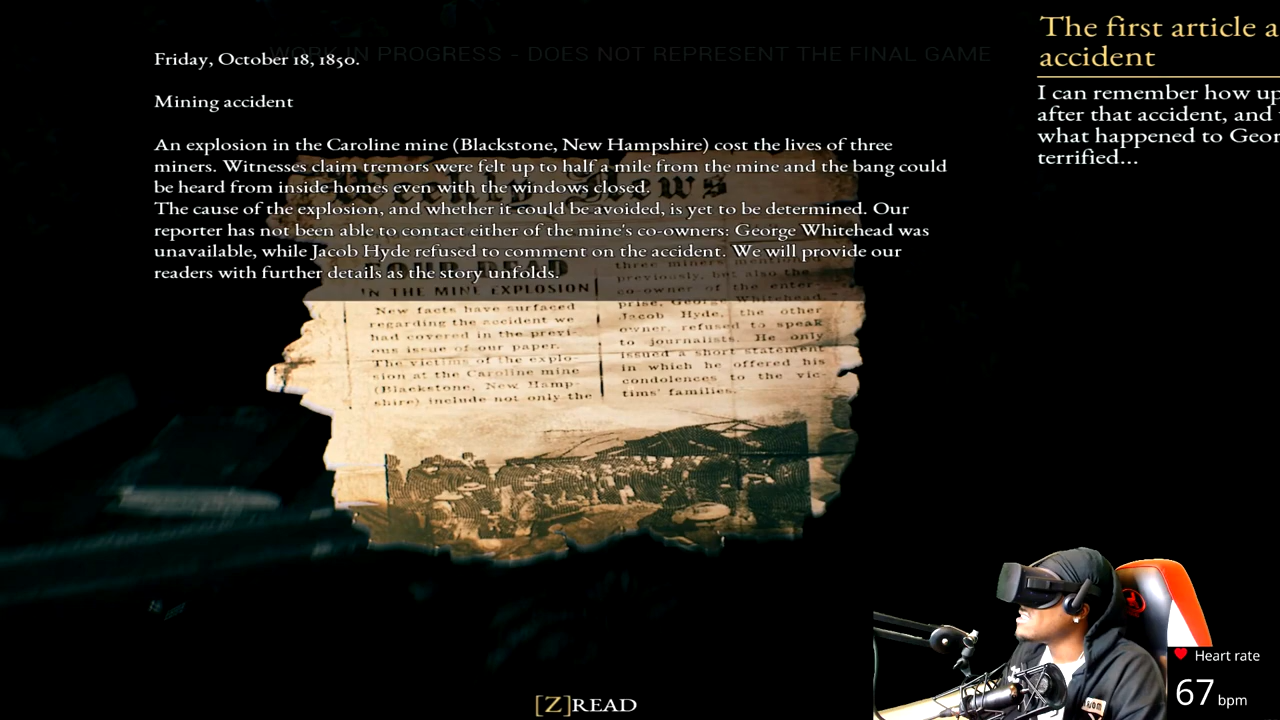 WORK IN PROGRESS - DOES NOT REPRESENT THE FINAL GAME
Friday, October 18, 1850.
Mining accident
An explosion in the Caroline mine (Blackstone, New Hampshire) cost the lives of three
miners. Witnesses claim tremors were felt up to half a mile from the mine and the bang could
be heard from inside homes even with the windows closed.
The cause of the explosion, and whether it could be avoided, is yet to be determined. Our
reporter has not been able to contact either of the mine's co-owners: George Whitehead was
unavailable, while Jacob Hyde refused to comment on the accident. We will provide our
readers with further details as the story unfolds.
The first article a
accident
I can remember how up
after that accident, and
what happened to Geor
terrified...
Weekly News
FOUR DEAD
IN THE MINE EXPLOSION
New facts have surfaced
regarding the accident we
had covered in the previ-
ous issue of our paper.
The victims of the explo-
sion at the Caroline mine
(Blackstone, New Hamp-
shire) include not only the
three miners mention
previously, but also the
co-owner of the enter-
prise, George Whitehead
Jacob Hyde, the other
owner, refused to speak
to journalists. He only
issued a short statement
in which he offered his
condolences to the vic-
tims' families.
[Z]READ
Heart rate
67 bpm